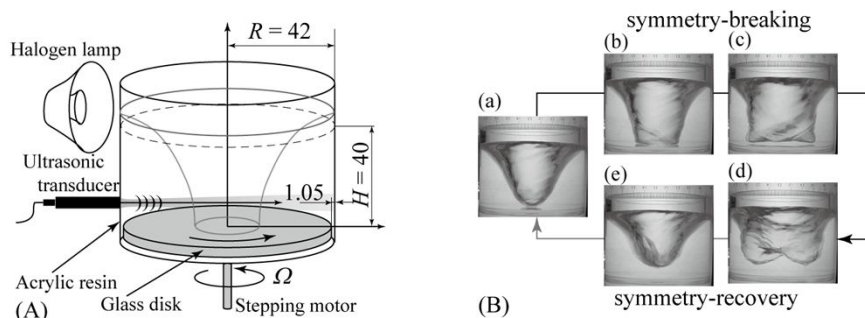 Halogen lamp
R = 42
Ultrasonic
transducer
1.05
H = 40
Acrylic resin
Glass disk
Ω
Stepping motor
(A)
symmetry-breaking
(a)
(b)
(c)
(e)
(d)
(B)
symmetry-recovery